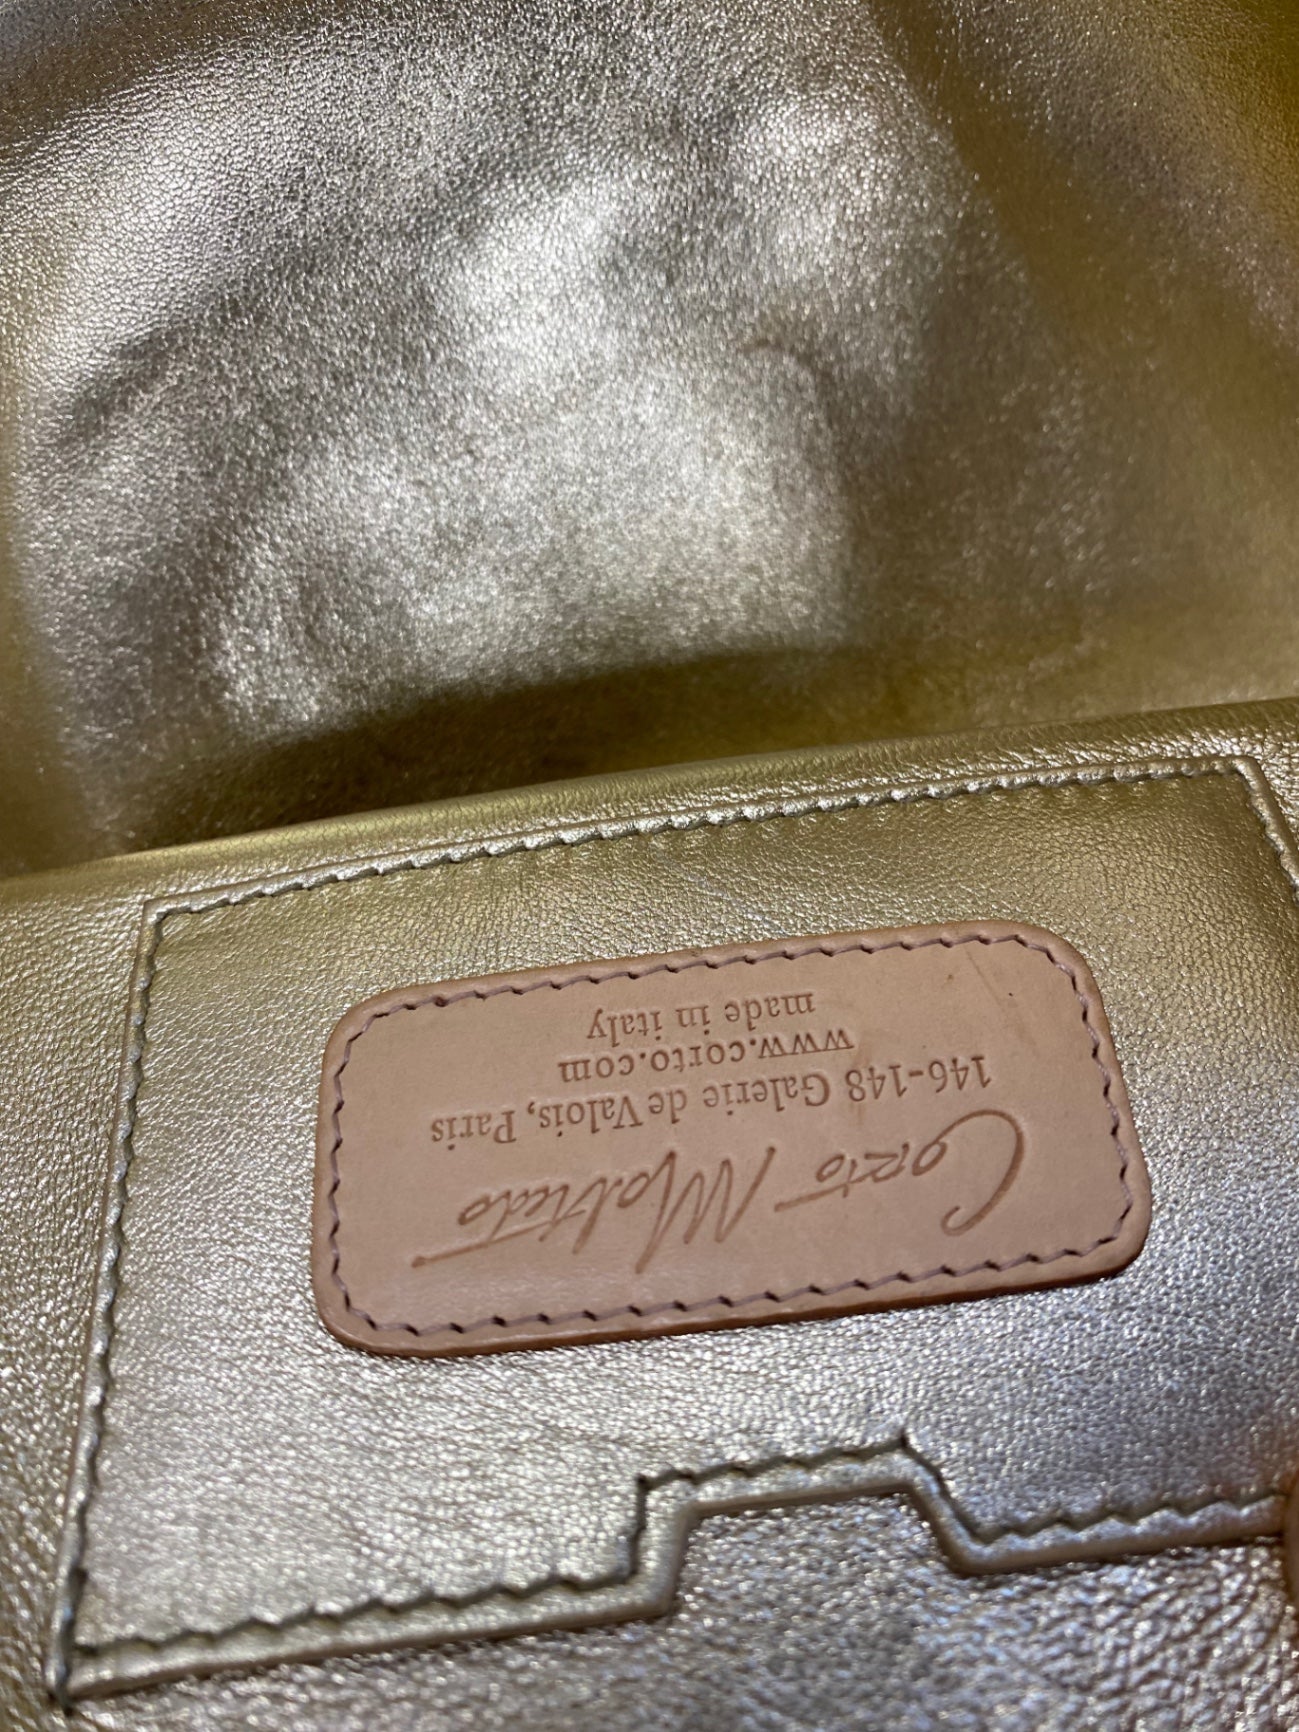 Corto Moltedo
146-148 Galerie de Valois, Paris
www.corto.com
made in italy